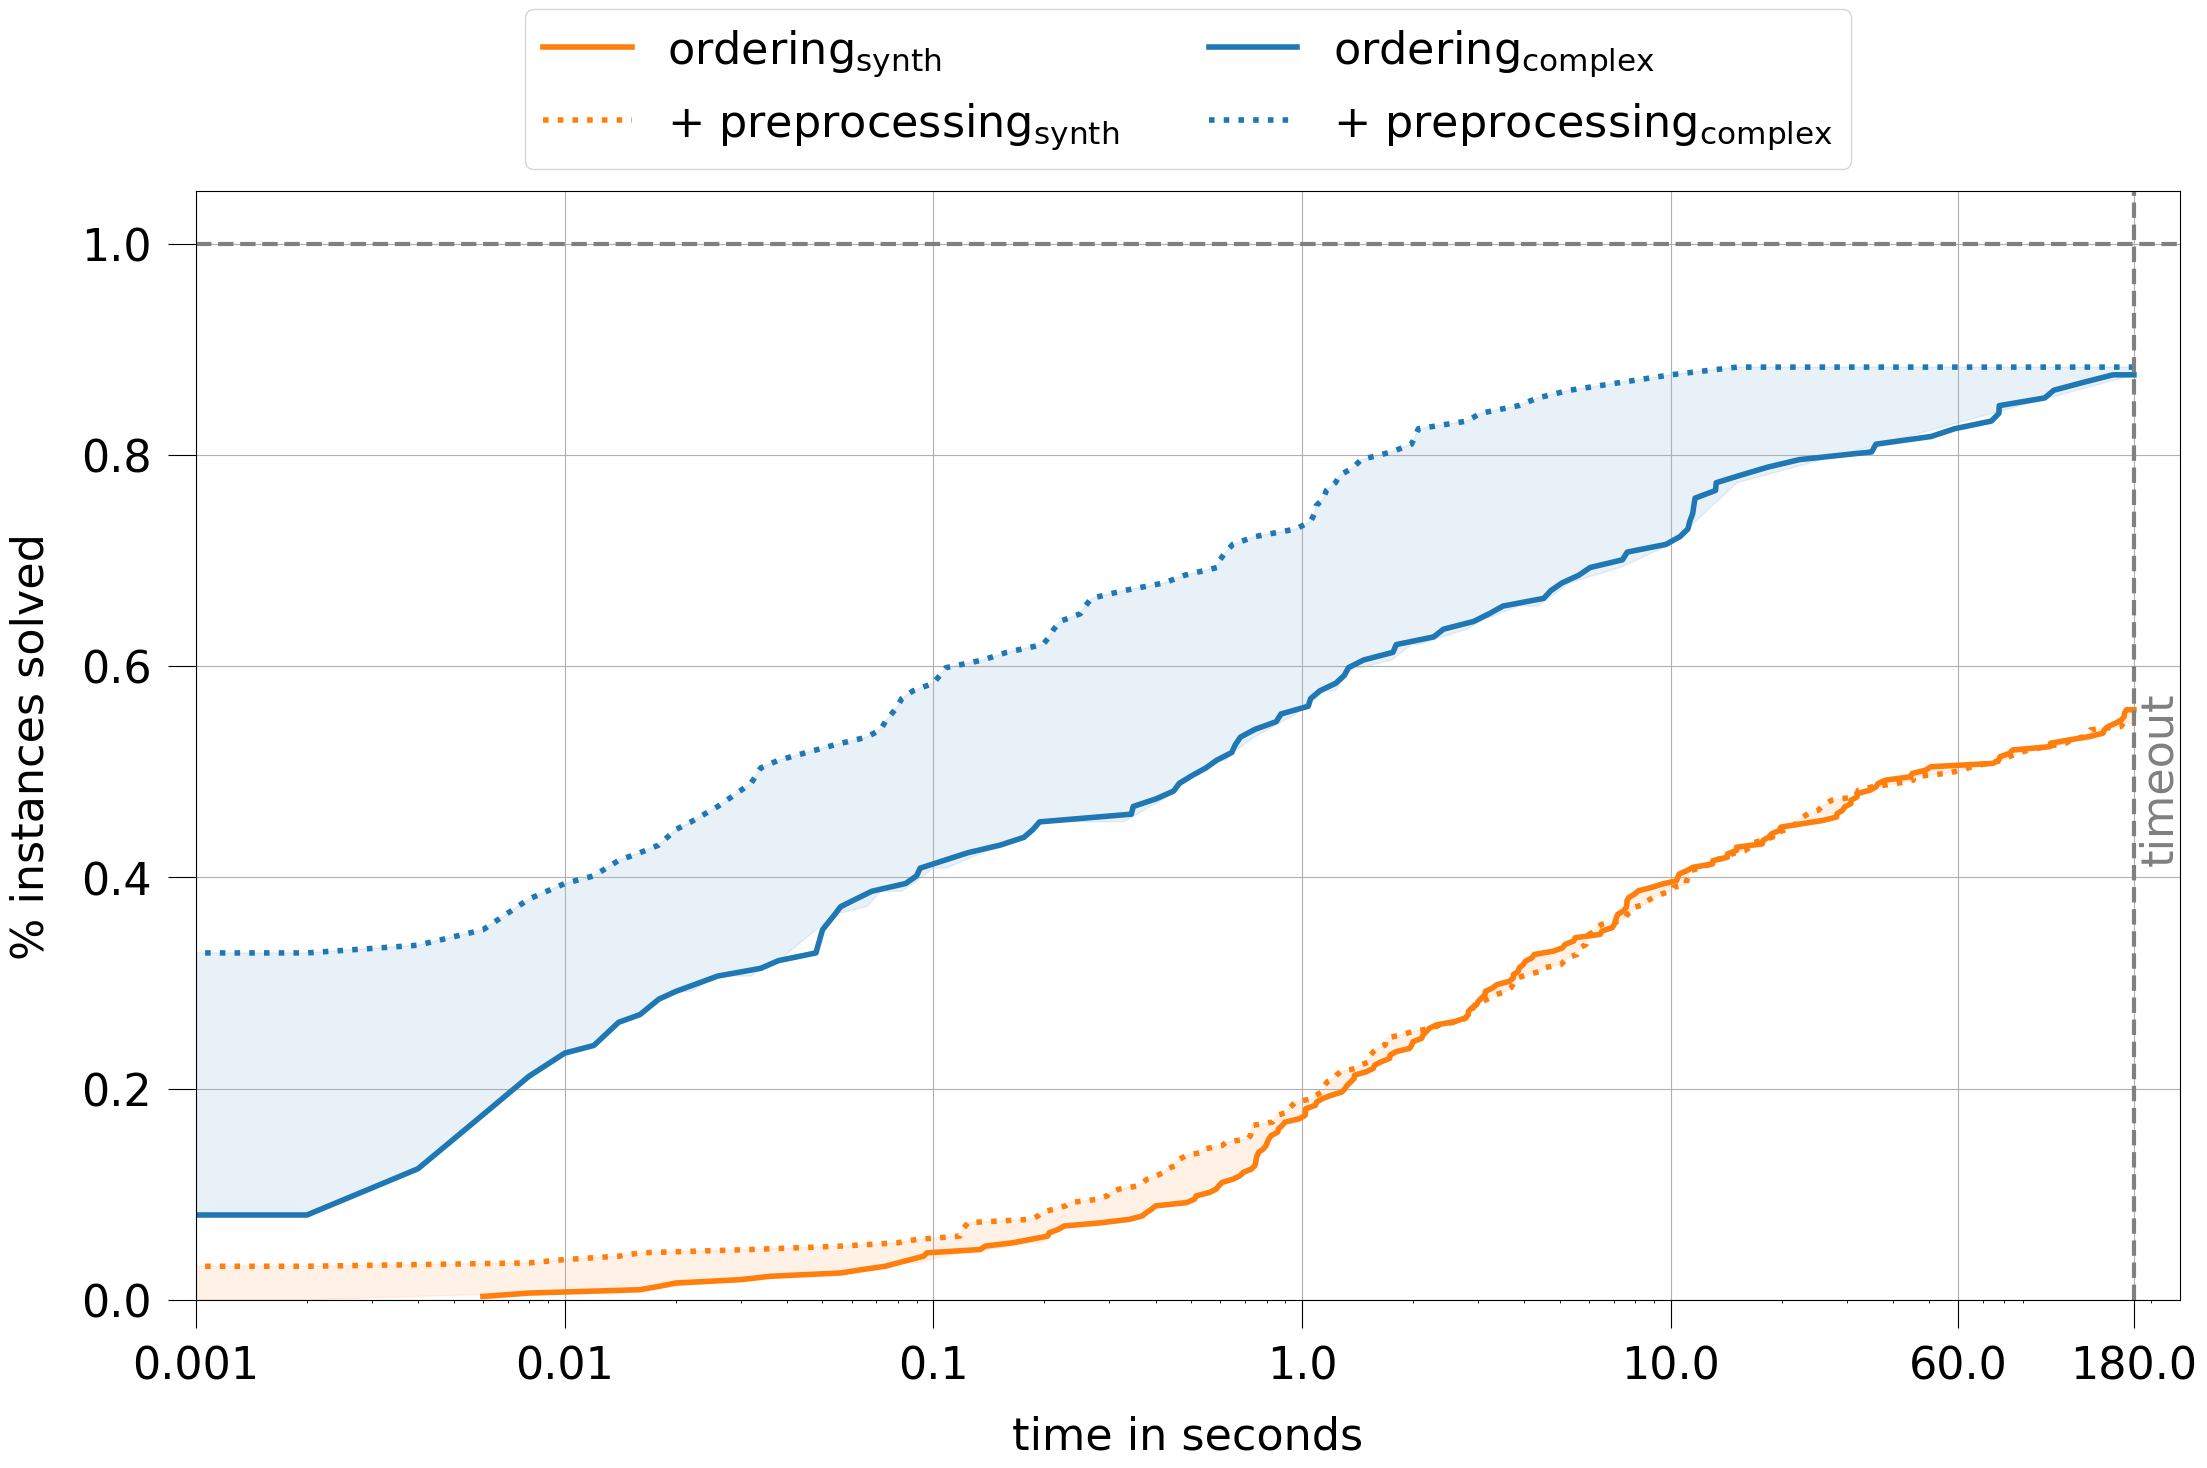 ordering_synth
ordering_complex
+ preprocessing_synth
+ preprocessing_complex
% instances solved
1.0
0.8
0.6
0.4
0.2
0.0
timeout
0.001
0.01
0.1
1.0
10.0
60.0
180.0
time in seconds